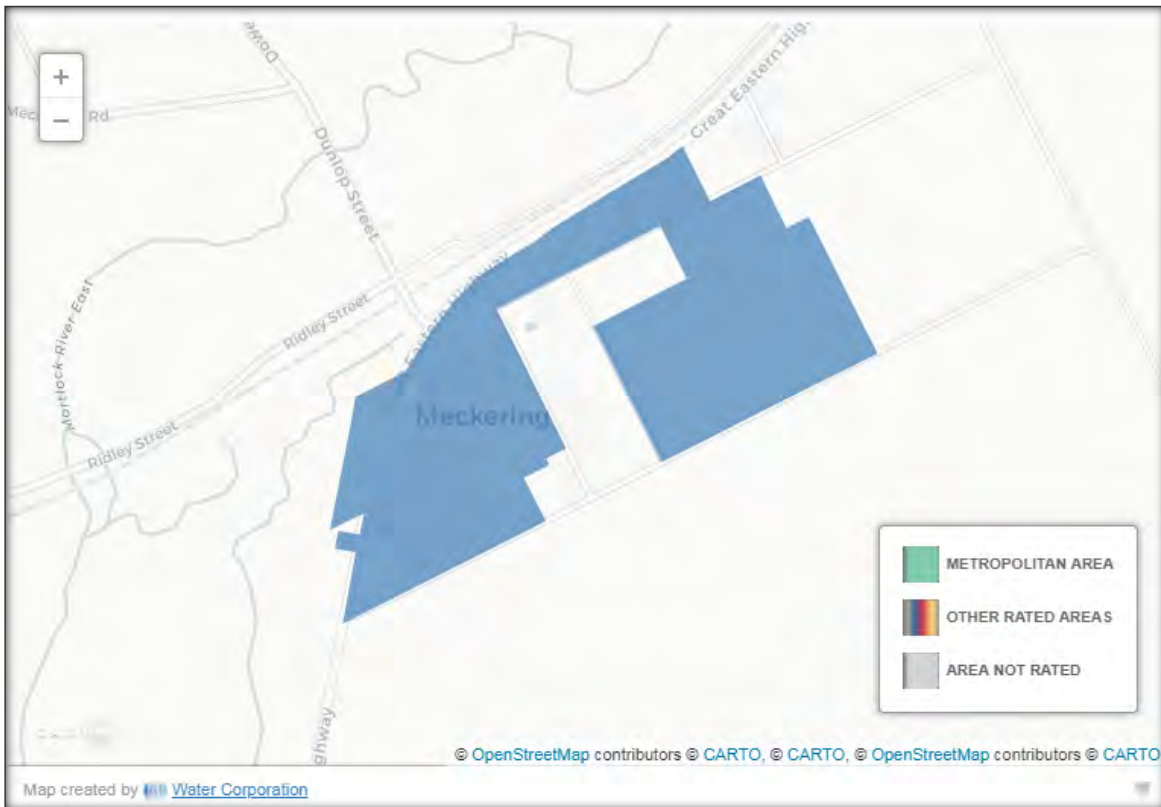 +
−
Dowe
Rd
Great Eastern Hig
Dunlop Street
Eastern Highway
Ridley Street
Mortlock River East
Meckering
Ridley Street
ghway
METROPOLITAN AREA
OTHER RATED AREAS
AREA NOT RATED
© OpenStreetMap contributors © CARTO, © CARTO, © OpenStreetMap contributors © CARTO
Map created by Water Corporation